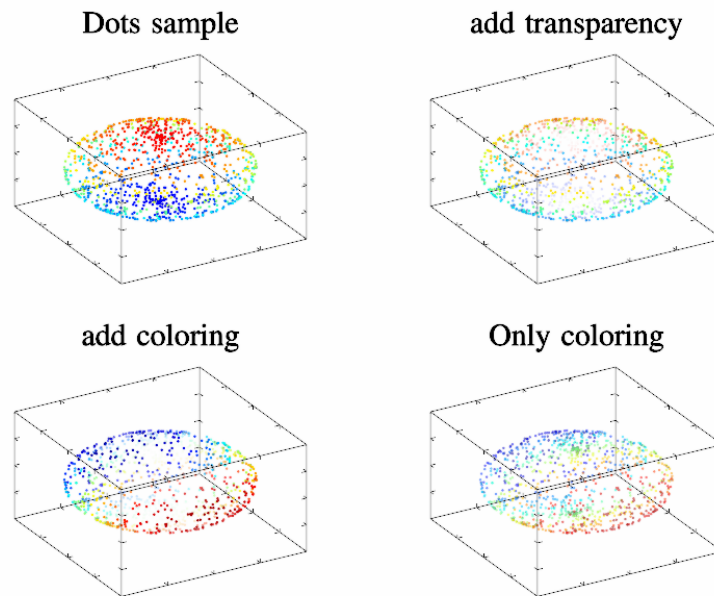 Dots sample
add transparency
add coloring
Only coloring